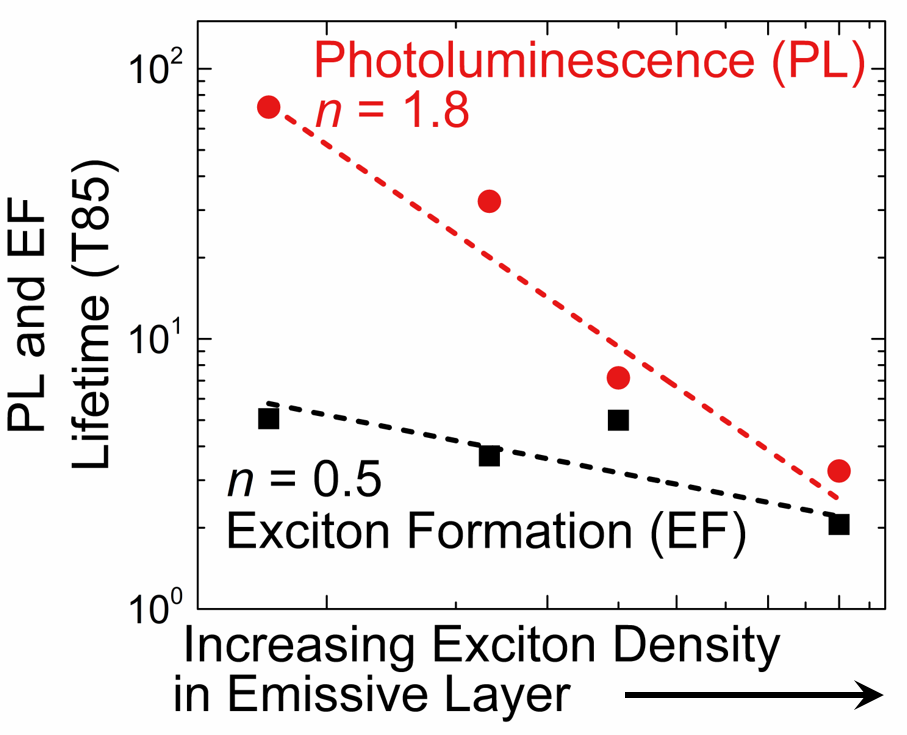 Photoluminescence (PL)
n = 1.8
10²
10¹
10⁰
PL and EF
Lifetime (T85)
n = 0.5
Exciton Formation (EF)
Increasing Exciton Density
in Emissive Layer